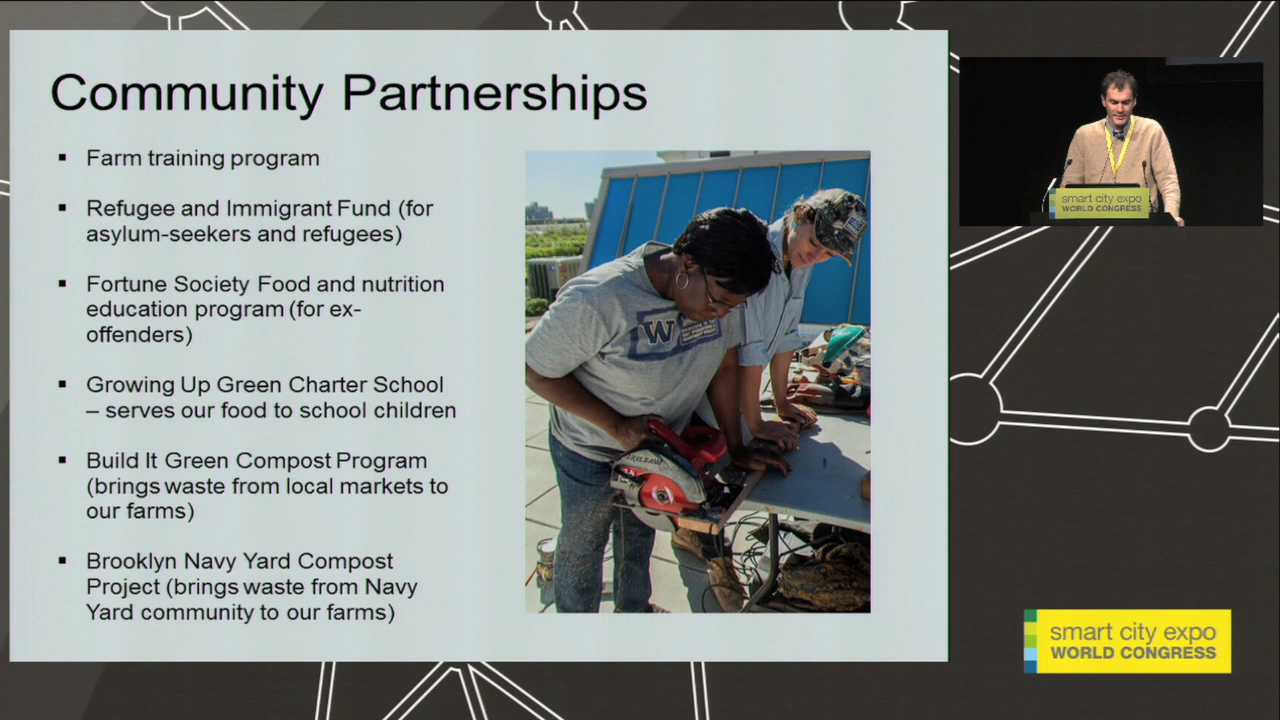 Community Partnerships
▪ Farm training program
▪ Refugee and Immigrant Fund (for
asylum-seekers and refugees)
▪ Fortune Society Food and nutrition
education program (for ex-
offenders)
▪ Growing Up Green Charter School
– serves our food to school children
▪ Build It Green Compost Program
(brings waste from local markets to
our farms)
▪ Brooklyn Navy Yard Compost
Project (brings waste from Navy
Yard community to our farms)
W
SKILSAW
smart city expo
WORLD CONGRESS
smart city expo
WORLD CONGRESS